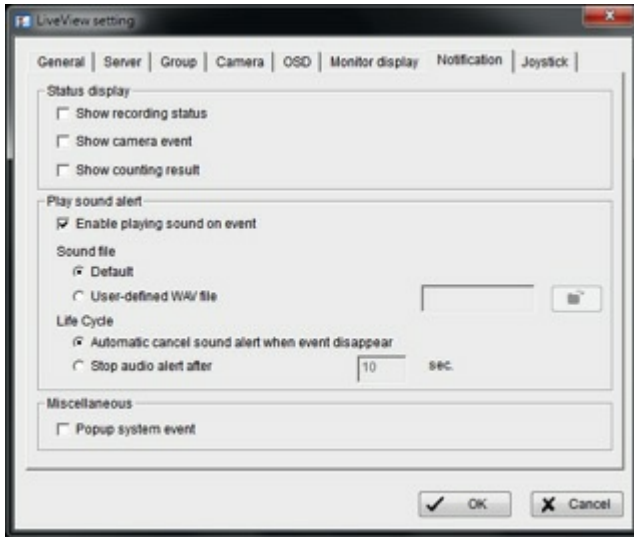 LiveView setting
General Server Group Camera OSD Monitor display Notification Joystick
Status display
Show recording status
Show camera event
Show counting result
Play sound alert
Enable playing sound on event
Sound file
Default
User-defined WAV file
Life Cycle
Automatic cancel sound alert when event disappear
Stop audio alert after 10 sec.
Miscellaneous
Popup system event
OK Cancel